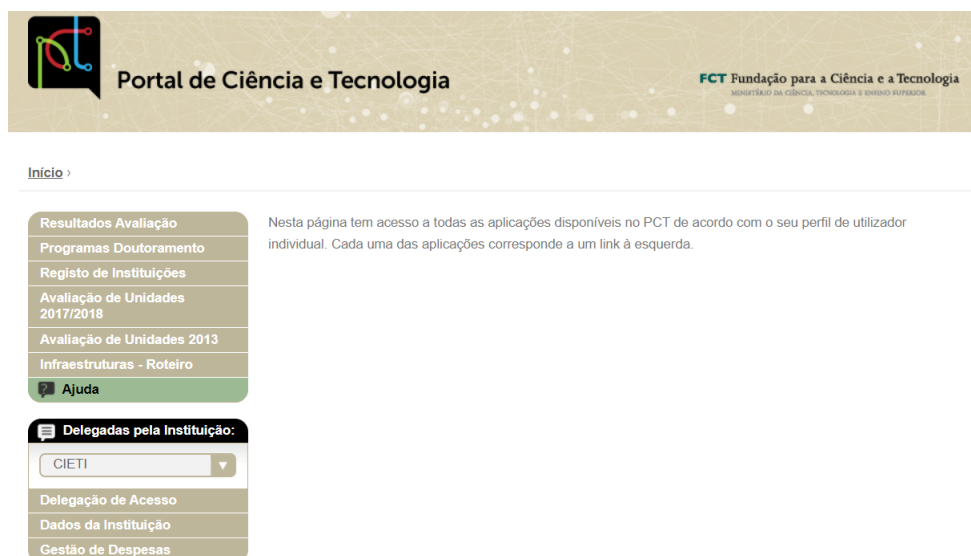 Portal de Ciência e Tecnologia
FCT Fundação para a Ciência e a Tecnologia
MINISTÉRIO DA CIÊNCIA, TECNOLOGIA E ENSINO SUPERIOR
Início ›
Resultados Avaliação
Programas Doutoramento
Registo de Instituições
Avaliação de Unidades
2017/2018
Avaliação de Unidades 2013
Infraestruturas - Roteiro
Ajuda
Nesta página tem acesso a todas as aplicações disponíveis no PCT de acordo com o seu perfil de utilizador
individual. Cada uma das aplicações corresponde a um link à esquerda.
Delegadas pela Instituição:
CIETI
Delegação de Acesso
Dados da Instituição
Gestão de Despesas